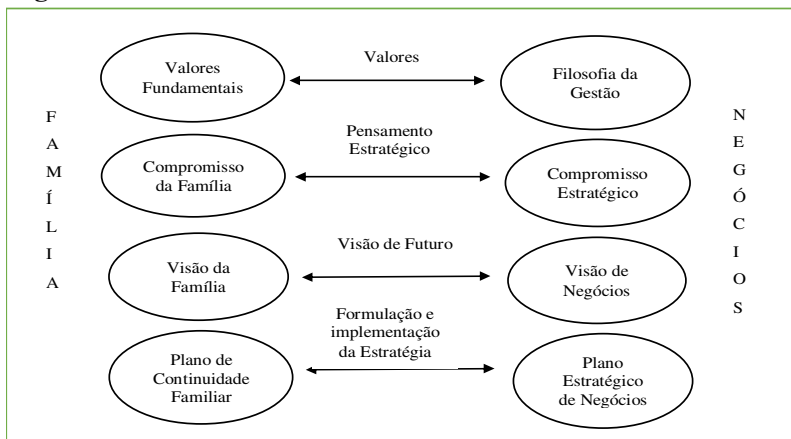 Valores
Fundamentais
Valores
Filosofia da
Gestão
F
A
M
Í
L
I
A
Pensamento
Estratégico
Compromisso
da Família
Compromisso
Estratégico
N
E
G
Ó
C
I
O
S
Visão de Futuro
Visão da
Família
Visão de
Negócios
Formulação e
implementação
da Estratégia
Plano de
Continuidade
Familiar
Plano
Estratégico
de Negócios